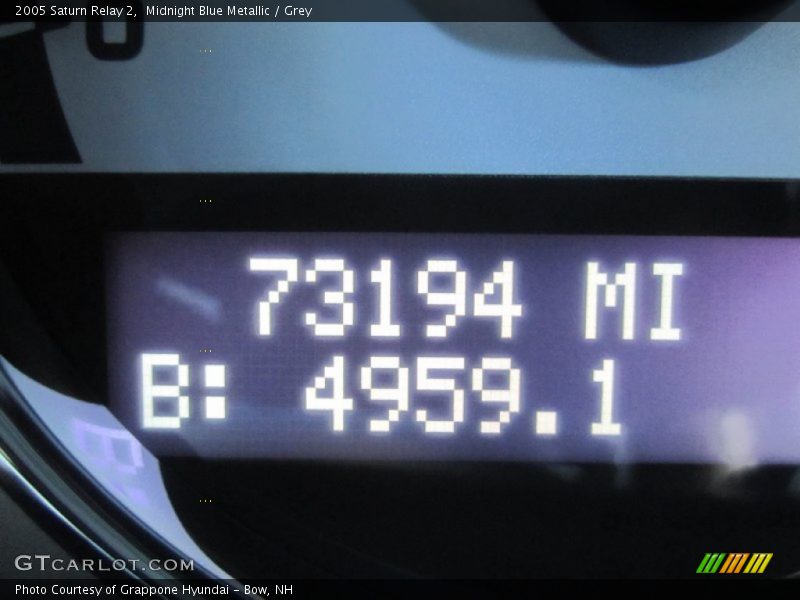 2005 Saturn Relay 2, Midnight Blue Metallic / Grey
73194 MI
B: 4959.1
GTcarlot.com
Photo Courtesy of Grappone Hyundai - Bow, NH